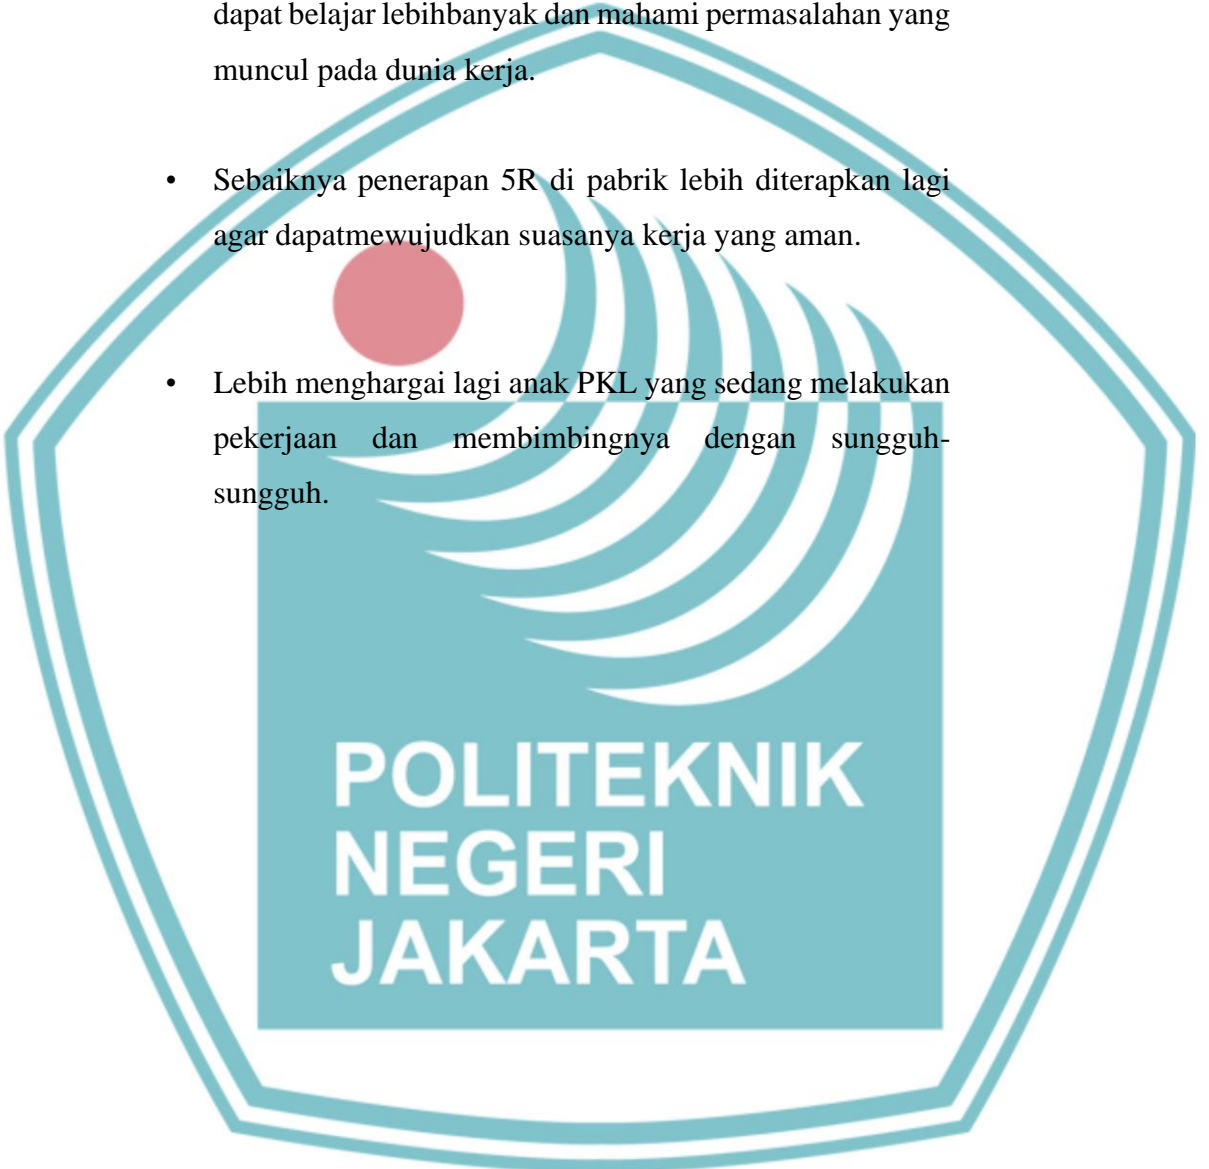 dapat belajar lebihbanyak dan mahami permasalahan yang
muncul pada dunia kerja.
• Sebaiknya penerapan 5R di pabrik lebih diterapkan lagi
agar dapatmewujudkan suasanya kerja yang aman.
• Lebih menghargai lagi anak PKL yang sedang melakukan
pekerjaan dan membimbingnya dengan sungguh-
sungguh.
POLITEKNIK
NEGERI
JAKARTA